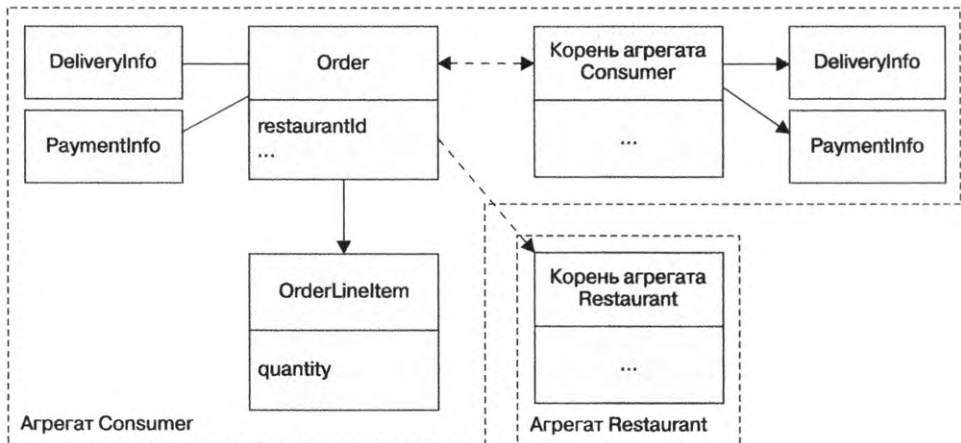 DeliveryInfo
PaymentInfo
Order
restaurantId
...
Корень агрегата
Consumer
...
DeliveryInfo
PaymentInfo
OrderLineItem
quantity
Корень агрегата
Restaurant
...
Агрегат Consumer
Агрегат Restaurant